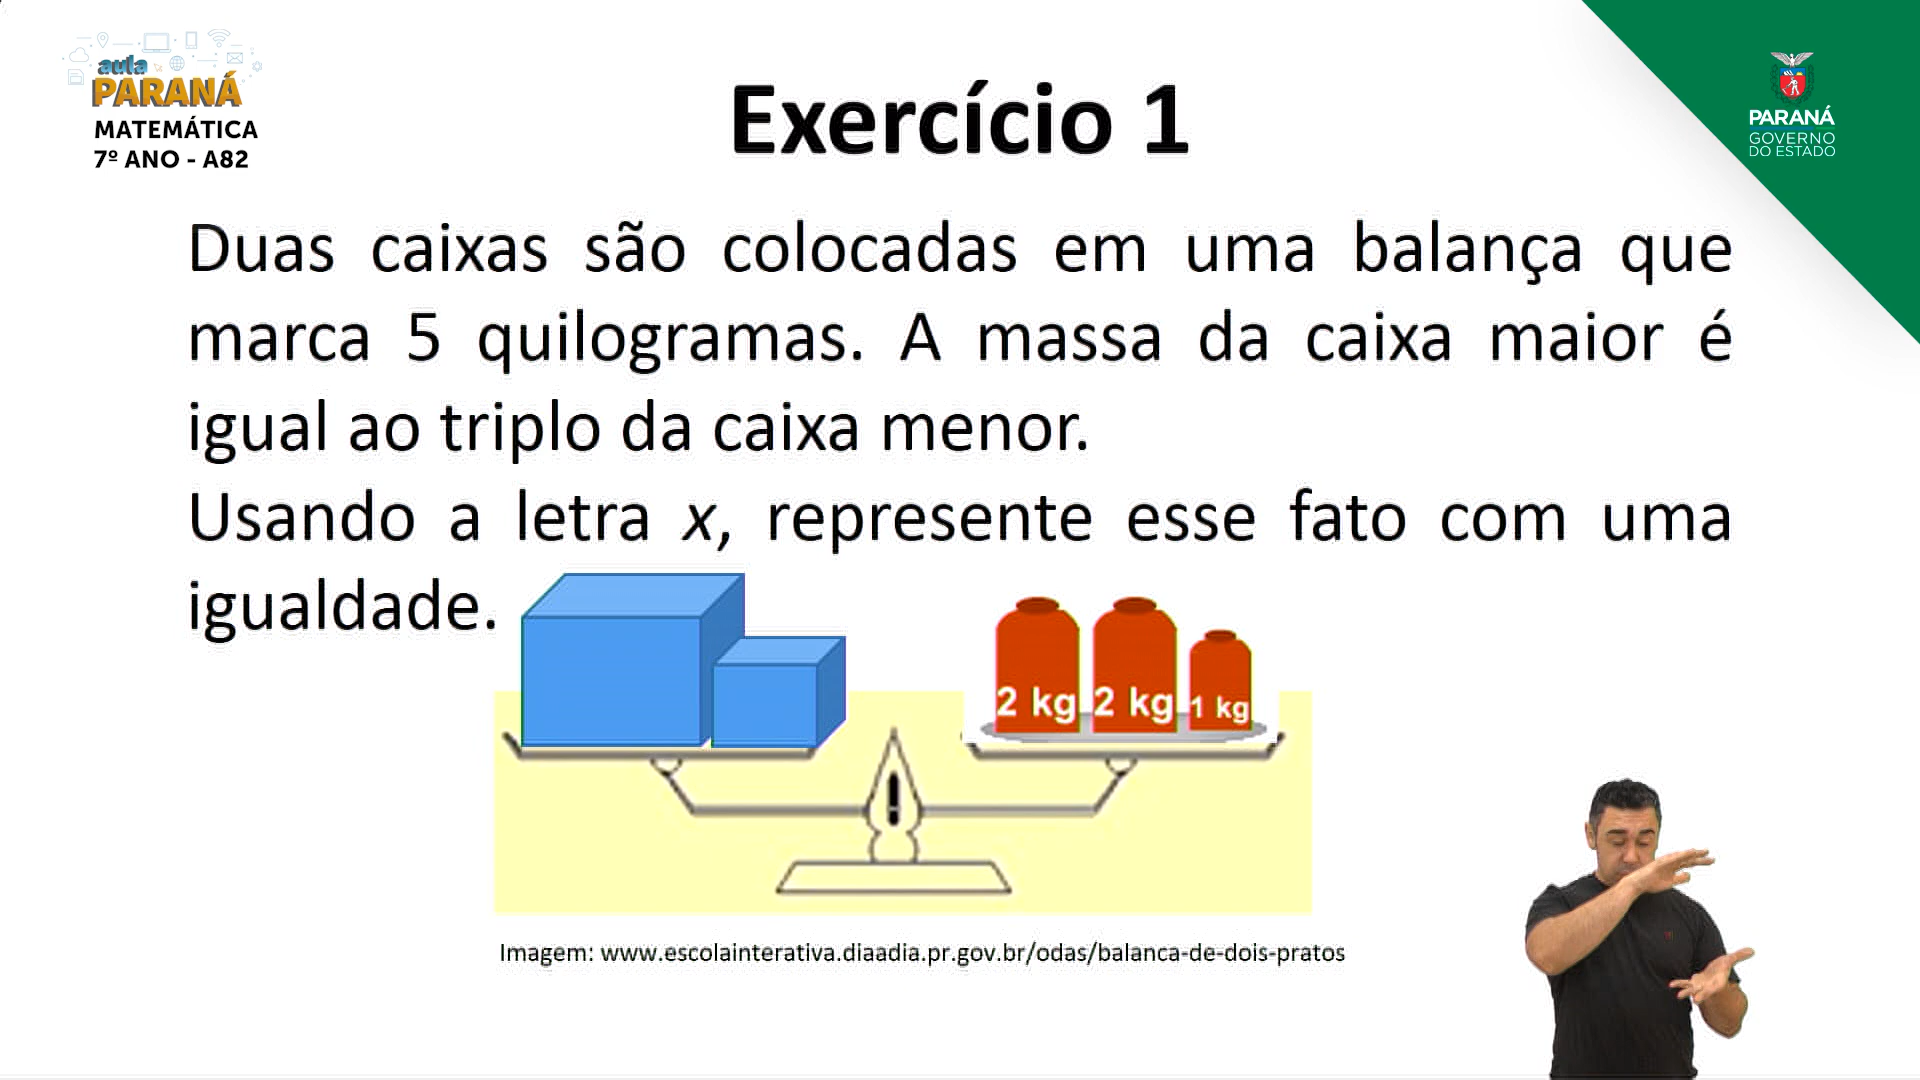 aula
PARANÁ
MATEMÁTICA
7º ANO - A82
Exercício 1
PARANÁ
GOVERNO
DO ESTADO
Duas caixas são colocadas em uma balança que
marca 5 quilogramas. A massa da caixa maior é
igual ao triplo da caixa menor.
Usando a letra x, represente esse fato com uma
igualdade.
2 kg 2 kg 1 kg
Imagem: www.escolainterativa.diaadia.pr.gov.br/odas/balanca-de-dois-pratos